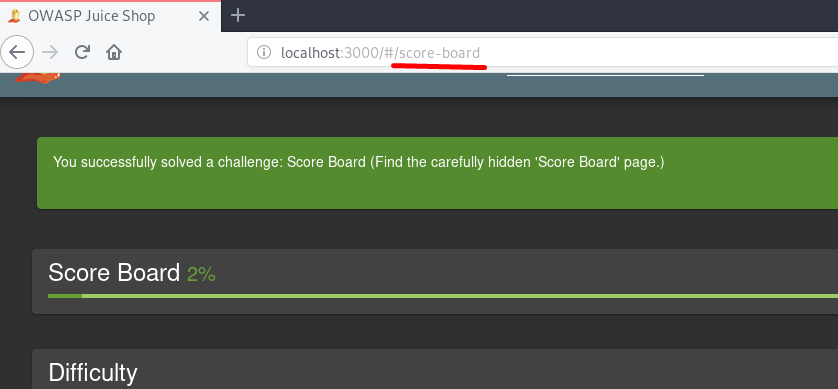 OWASP Juice Shop
localhost:3000/#/score-board
You successfully solved a challenge: Score Board (Find the carefully hidden 'Score Board' page.)
Score Board 2%
Difficulty